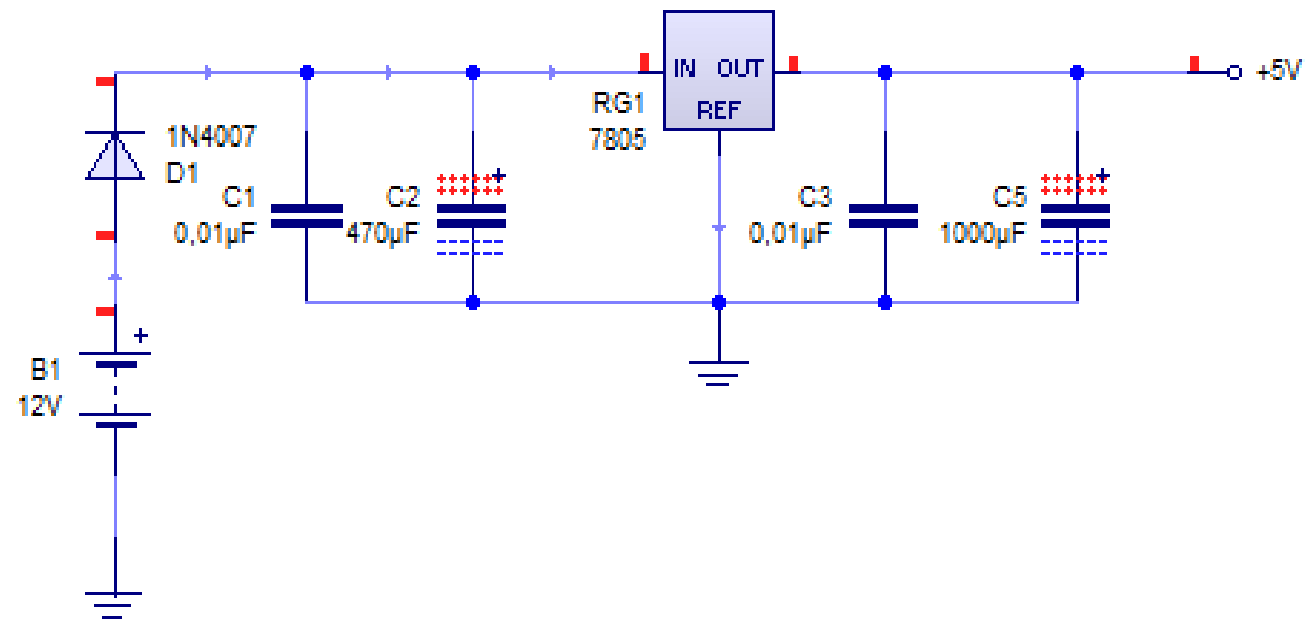 IN OUT
REF
RG1
7805
+5V
1N4007
D1
C1
0,01µF
C2
470µF
C3
0,01µF
C5
1000µF
B1
12V